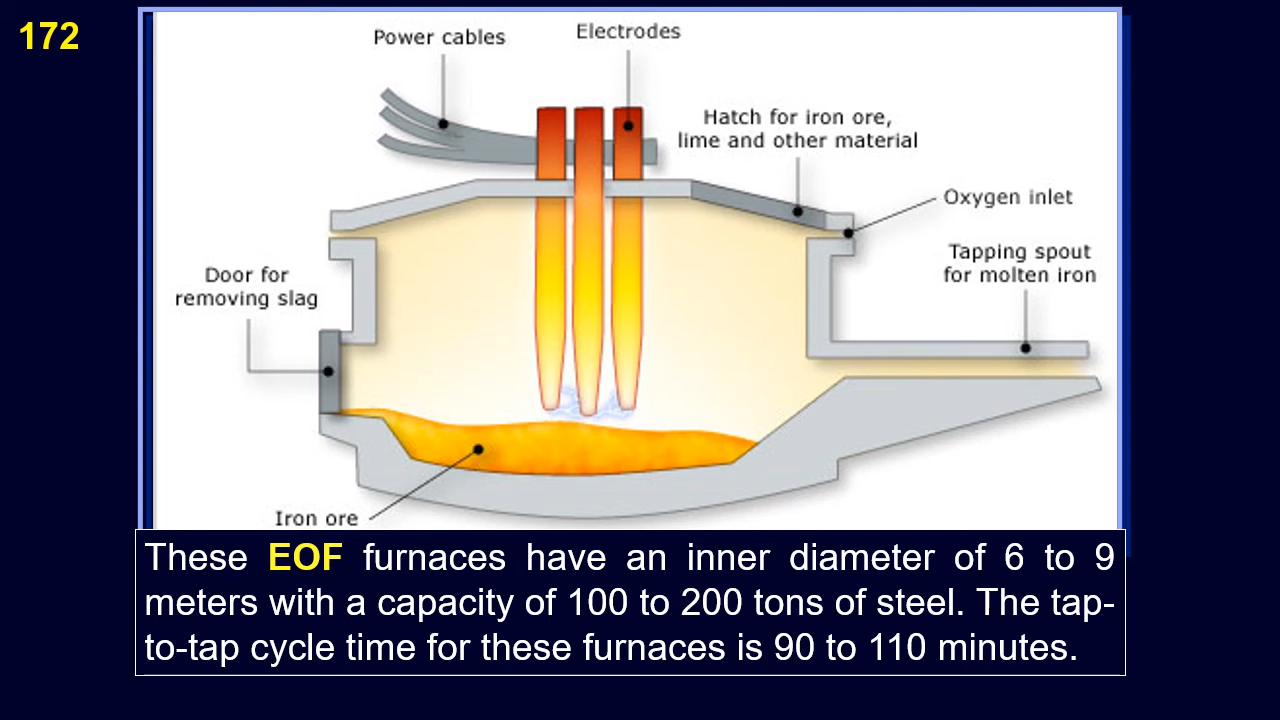 172
Power cables
Electrodes
Hatch for iron ore,
lime and other material
Oxygen inlet
Tapping spout
for molten iron
Door for
removing slag
Iron ore
These EOF furnaces have an inner diameter of 6 to 9
meters with a capacity of 100 to 200 tons of steel. The tap-
to-tap cycle time for these furnaces is 90 to 110 minutes.